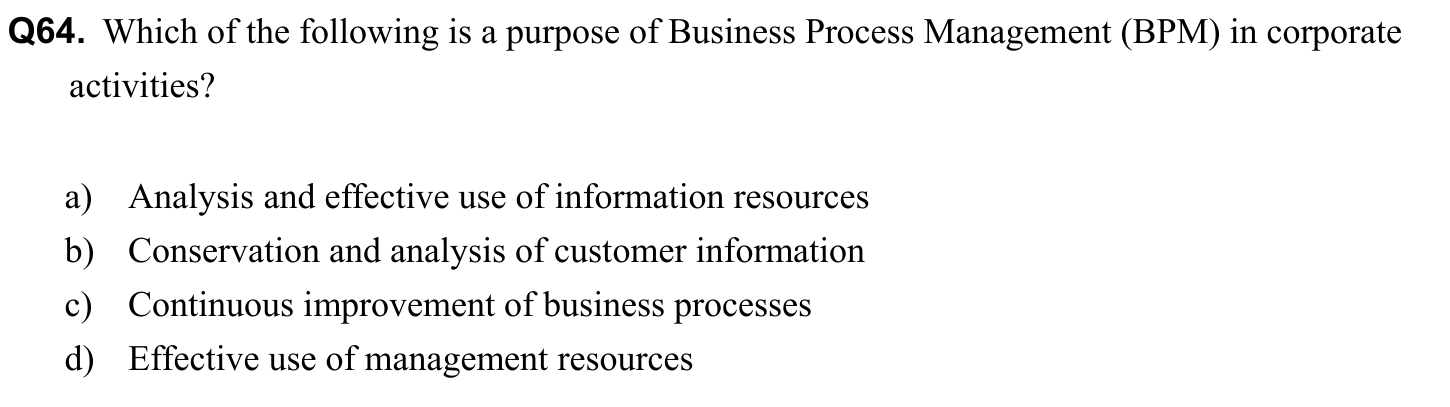 Q64. Which of the following is a purpose of Business Process Management (BPM) in corporate
activities?
a) Analysis and effective use of information resources
b) Conservation and analysis of customer information
c) Continuous improvement of business processes
d) Effective use of management resources